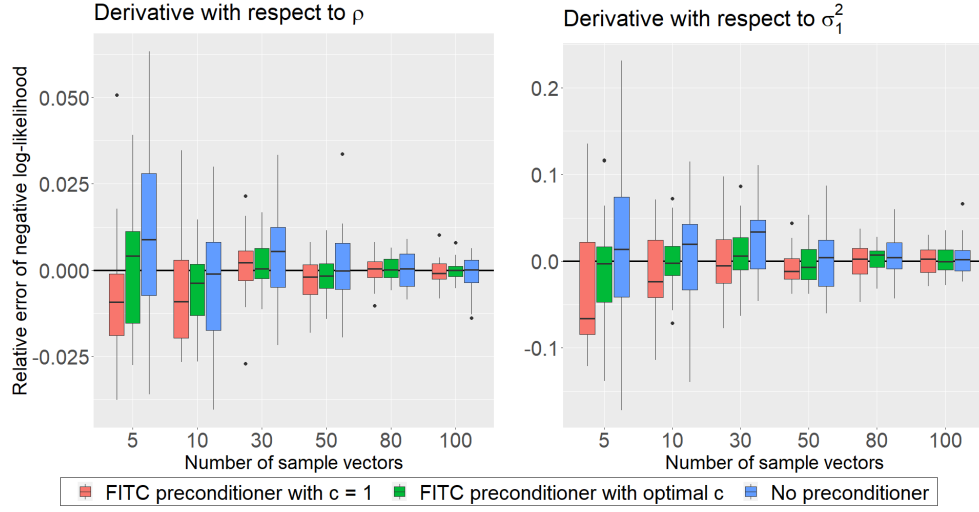 Derivative with respect to ρ
Derivative with respect to σ₁²
Relative error of negative log-likelihood
0.050
0.025
0.000
-0.025
0.2
0.1
0.0
-0.1
5 10 30 50 80 100
5 10 30 50 80 100
Number of sample vectors
Number of sample vectors
FITC preconditioner with c = 1 FITC preconditioner with optimal c No preconditioner